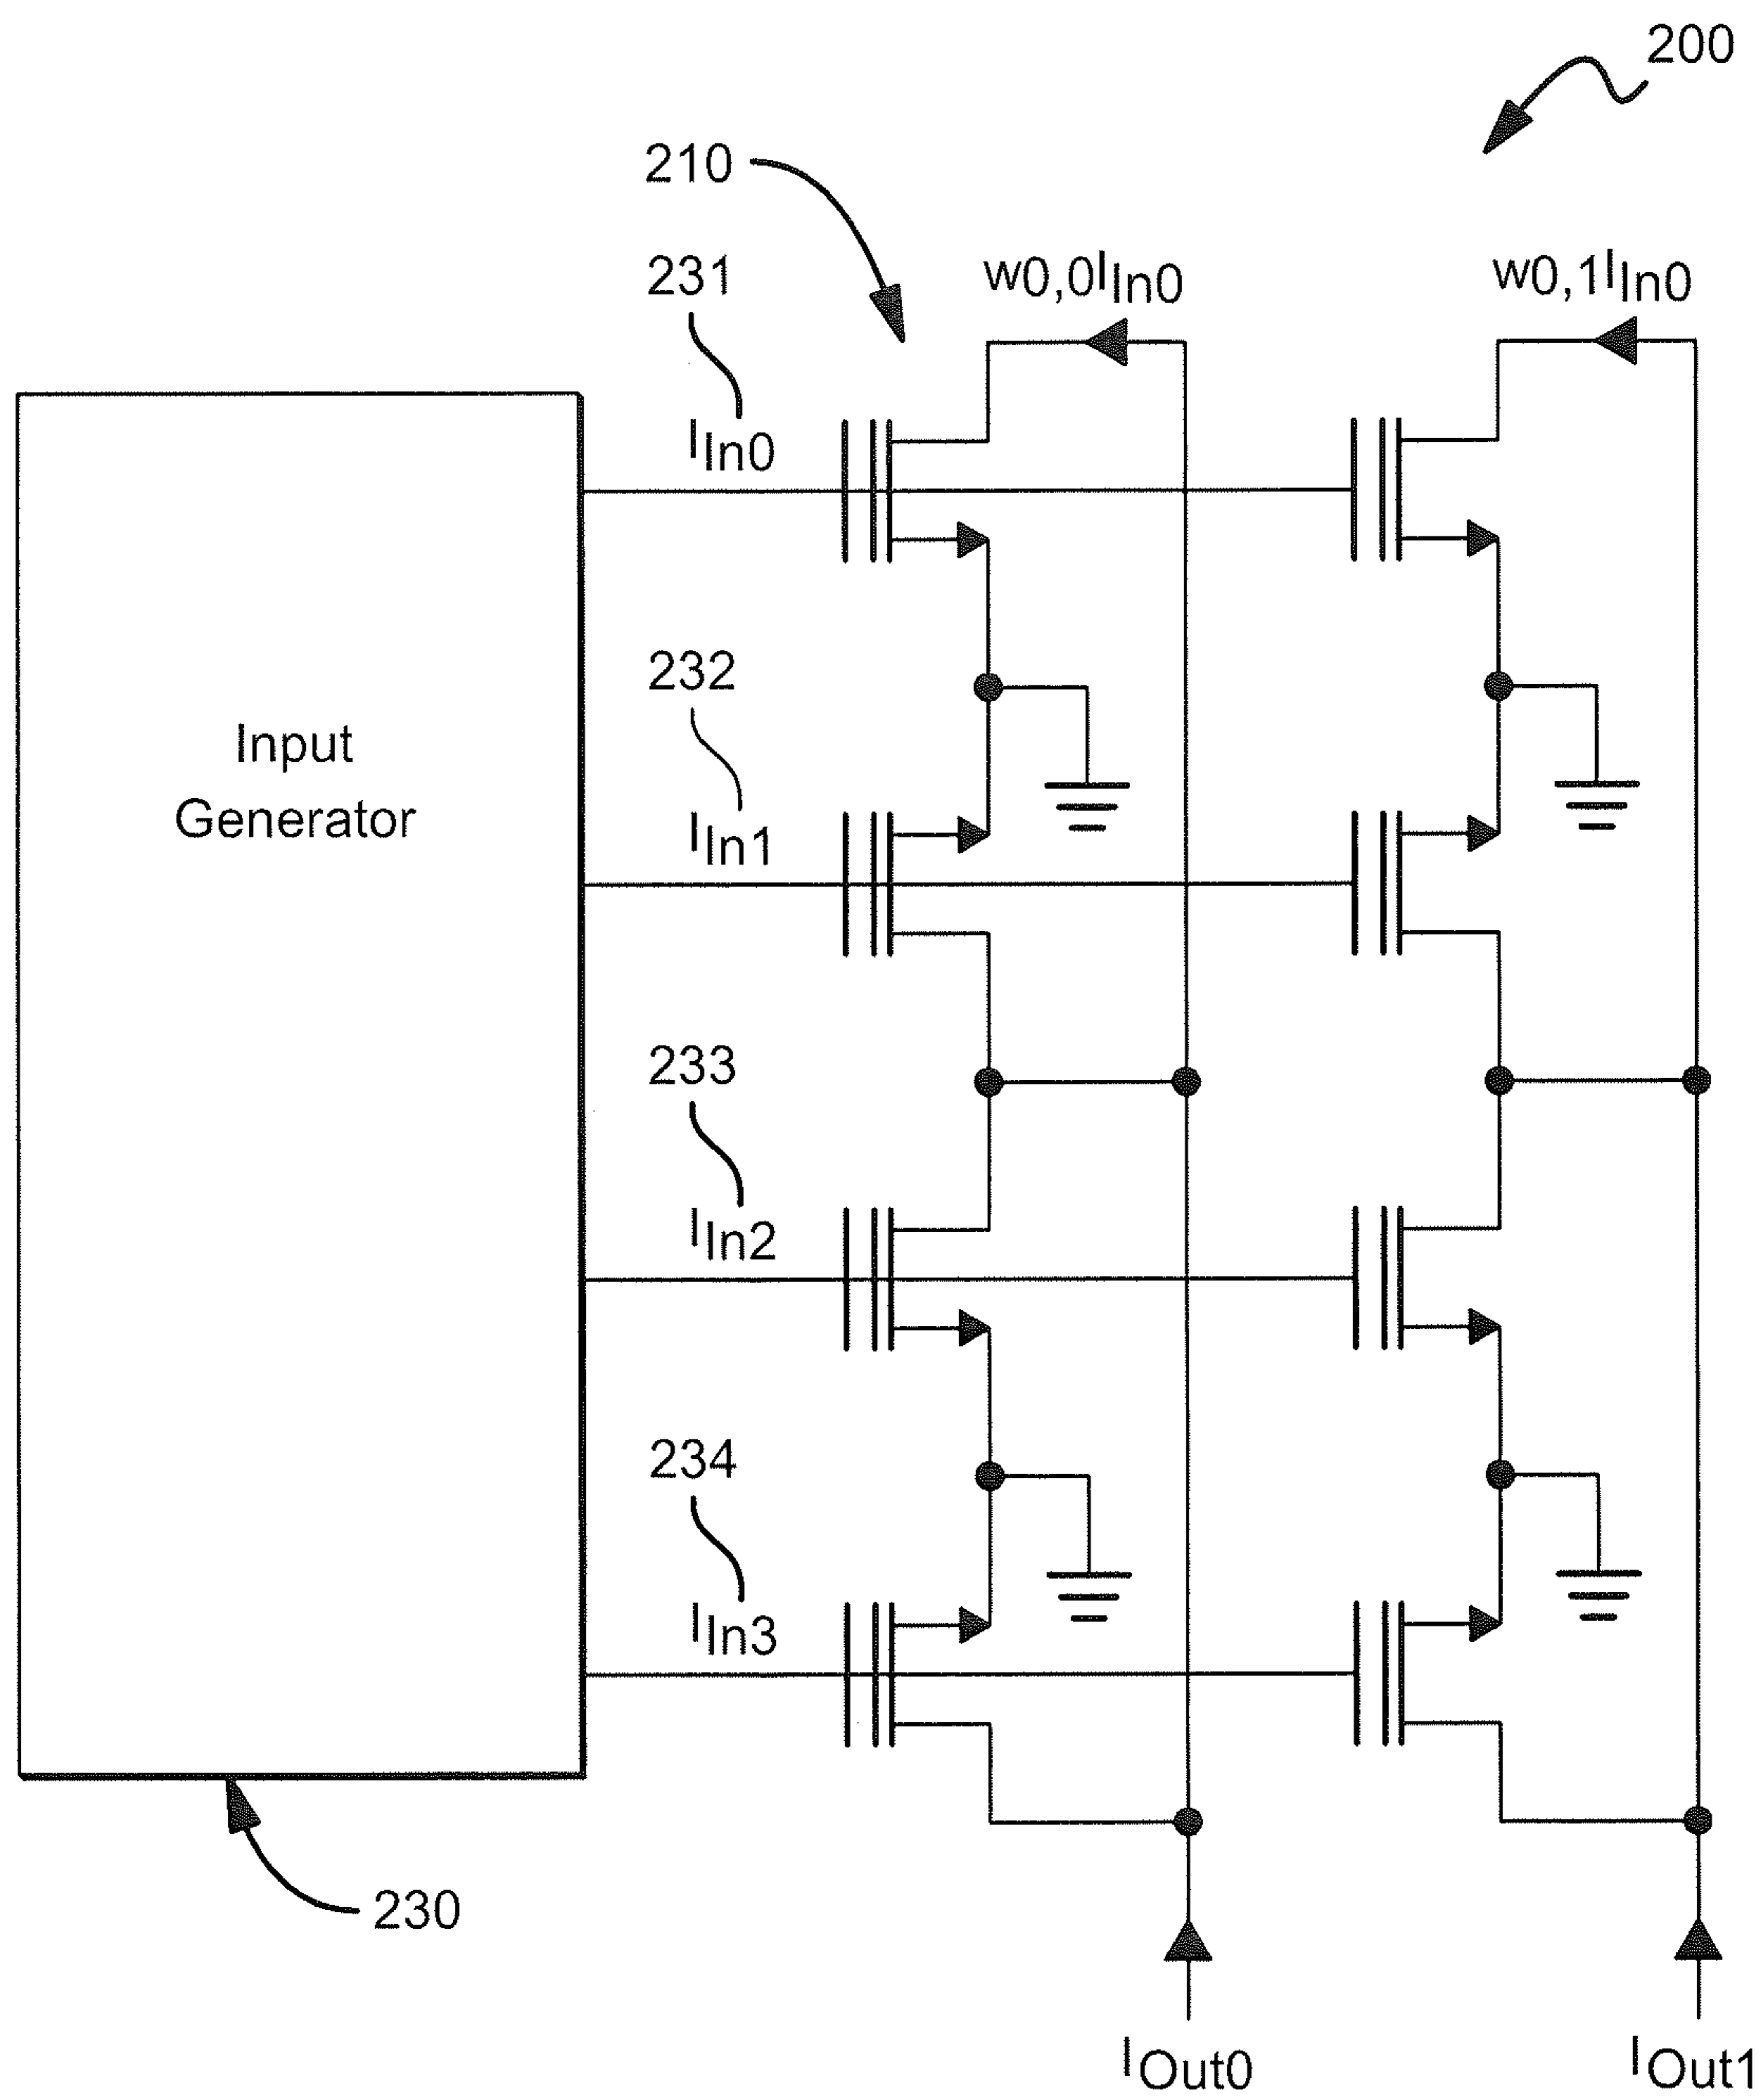 200
210
231
w0,0IIn0
w0,1IIn0
IIn0
232
Input
Generator
IIn1
233
IIn2
234
IIn3
230
IOut0
IOut1